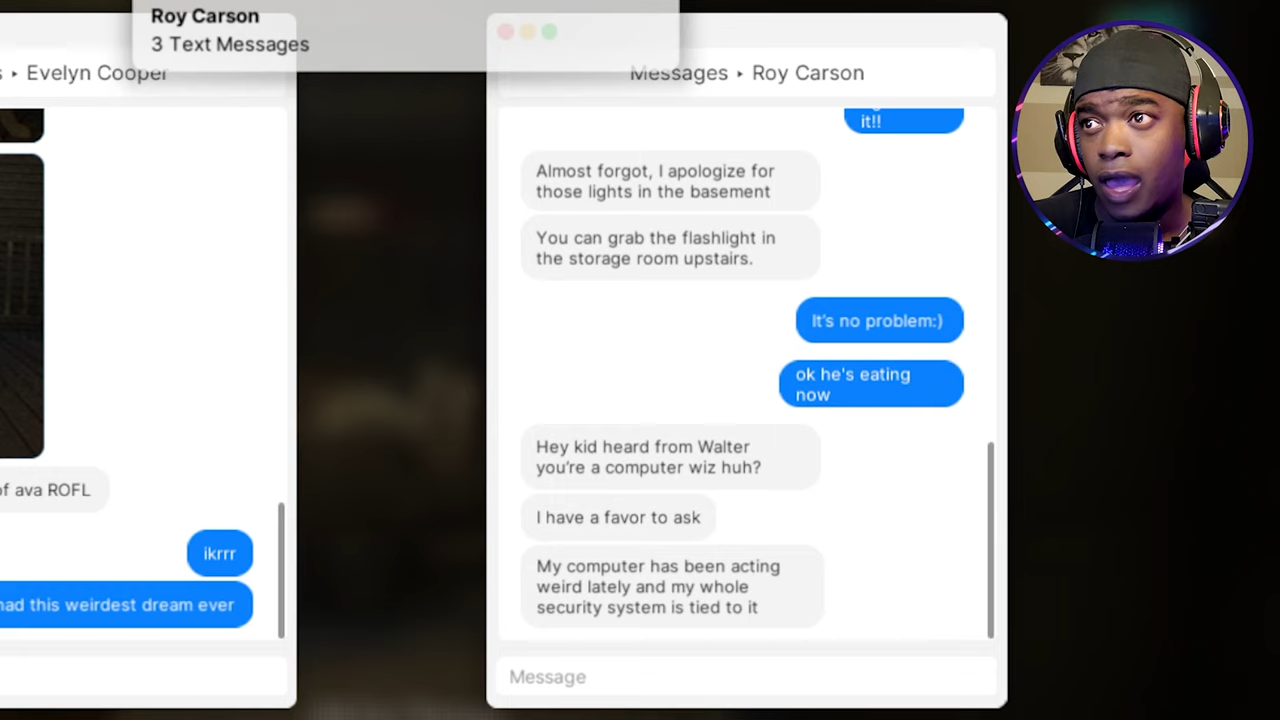 Roy Carson
3 Text Messages
Evelyn Cooper
of ava ROFL
ikrrr
had this weirdest dream ever
Messages ‣ Roy Carson
it!!
Almost forgot, I apologize for
those lights in the basement
You can grab the flashlight in
the storage room upstairs.
It's no problem:)
ok he's eating
now
Hey kid heard from Walter
you're a computer wiz huh?
I have a favor to ask
My computer has been acting
weird lately and my whole
security system is tied to it
Message